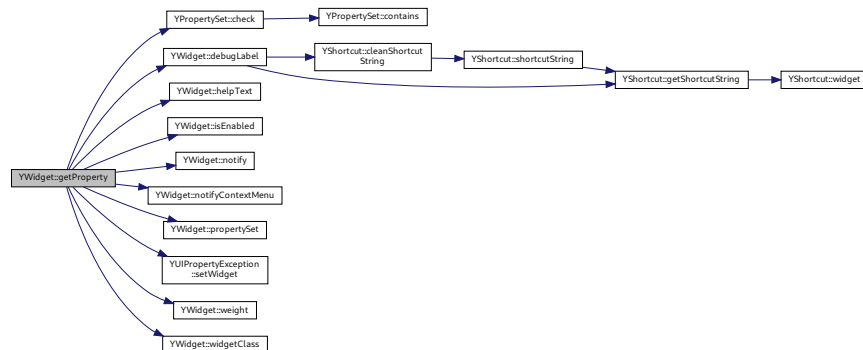 YPropertySet::check
YPropertySet::contains
YWidget::debugLabel
YShortcut::cleanShortcut
String
YShortcut::shortcutString
YShortcut::getShortcutString
YShortcut::widget
YWidget::helpText
YWidget::isEnabled
YWidget::notify
YWidget::getProperty
YWidget::notifyContextMenu
YWidget::propertySet
YUIPropertyException
::setWidget
YWidget::weight
YWidget::widgetClass